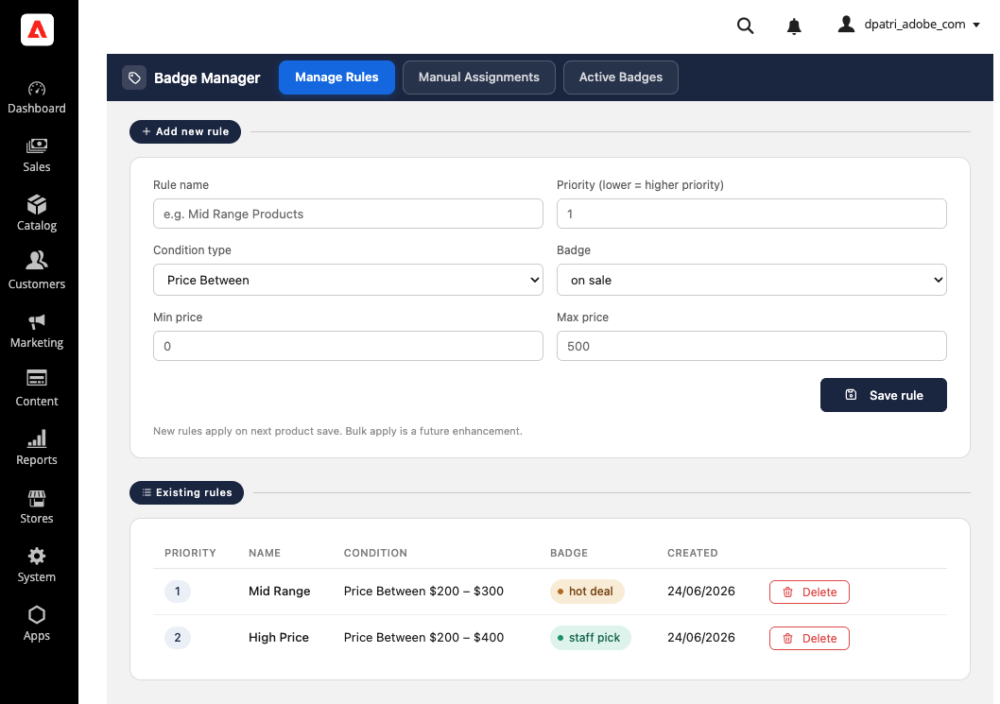 dpatri_adobe_com
Dashboard
Sales
Catalog
Customers
Marketing
Content
Reports
Stores
System
Apps
Badge Manager
Manage Rules
Manual Assignments
Active Badges
+ Add new rule
Rule name
Priority (lower = higher priority)
e.g. Mid Range Products
1
Condition type
Badge
Price Between
on sale
Min price
Max price
0
500
Save rule
New rules apply on next product save. Bulk apply is a future enhancement.
Existing rules
PRIORITY NAME CONDITION BADGE CREATED
1 Mid Range Price Between $200 – $300 hot deal 24/06/2026 Delete
2 High Price Price Between $200 – $400 staff pick 24/06/2026 Delete